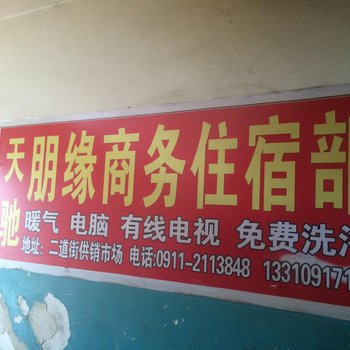 天驰
朋缘商务住宿部
暖气 电脑 有线电视 免费洗
地址: 二道街供销市场 电话:0911-2113848 13310917